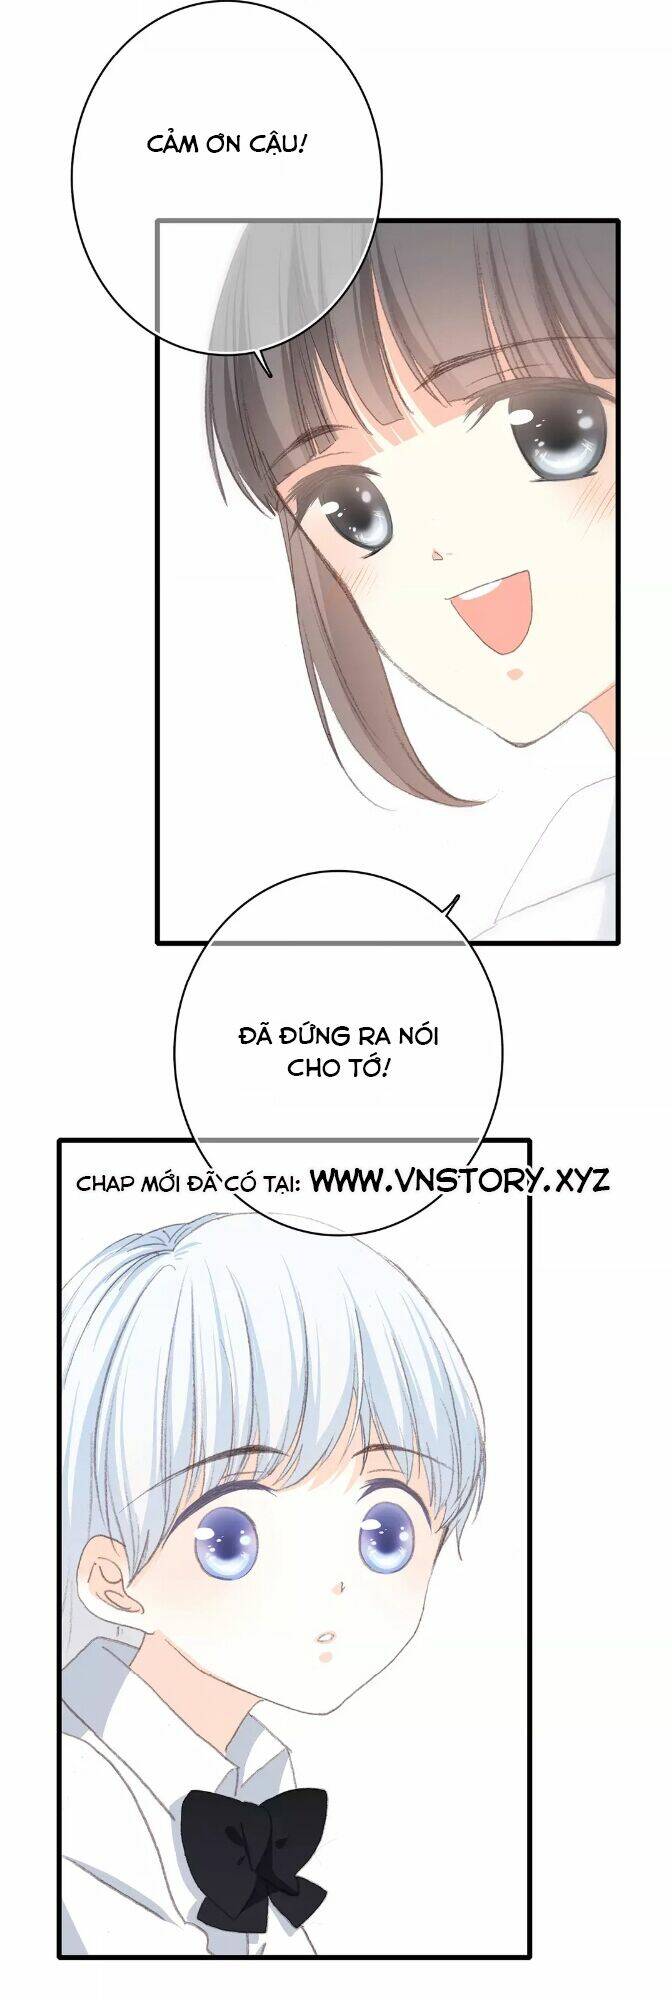 CẢM ƠN CẬU!
ĐÃ ĐỨNG RA NÓI
CHO TỚ!
CHAP MỚI ĐÃ CÓ TẠI: WWW.VNSTORY.XYZ